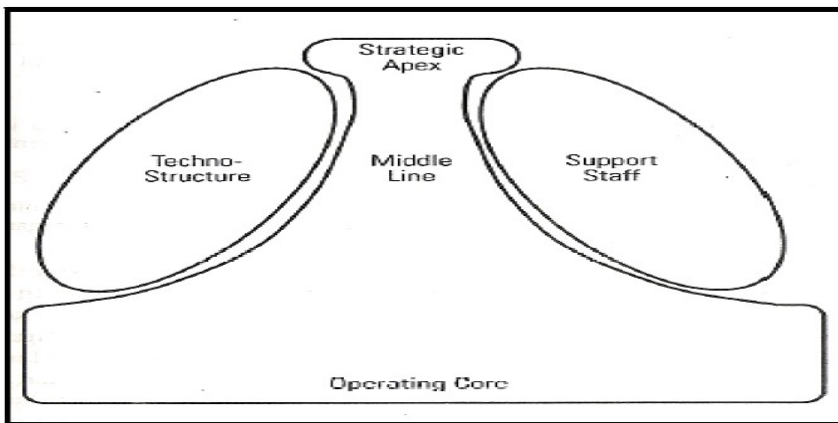 Strategic
Apex
Techno-
Structure
Middle
Line
Support
Staff
Operating Core